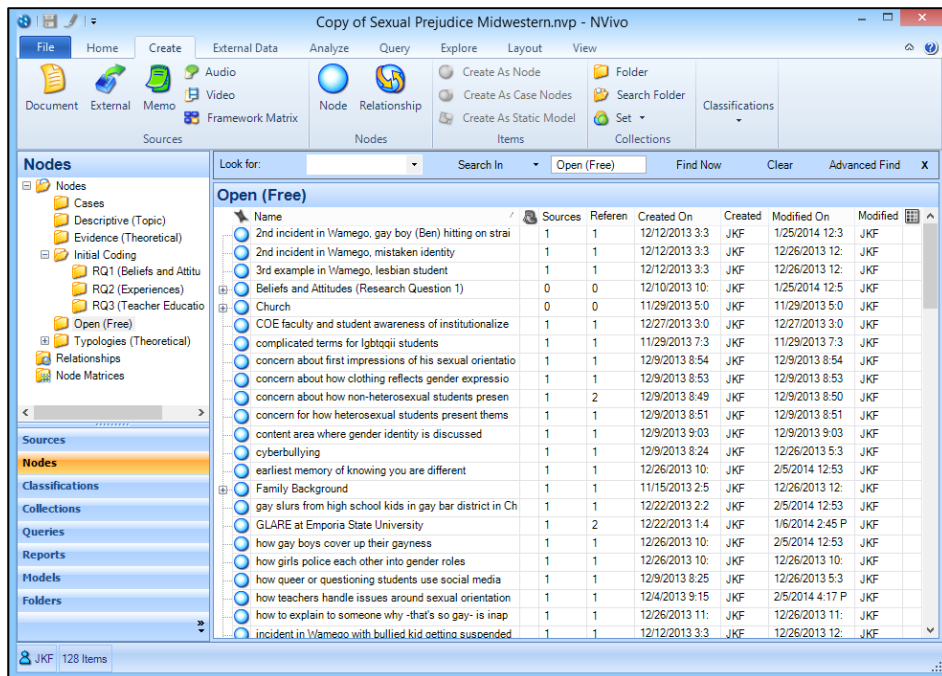 Copy of Sexual Prejudice Midwestern.nvp - NVivo
File Home Create External Data Analyze Query Explore Layout View
Document External Memo Audio Video Framework Matrix Node Relationship Create As Node Create As Case Nodes Create As Static Model Folder Search Folder Set Classifications
Sources Nodes Items Collections
Nodes
Look for: Search In Open (Free) Find Now Clear Advanced Find x
Nodes
Cases
Descriptive (Topic)
Evidence (Theoretical)
Initial Coding
RQ1 (Beliefs and Attitu
RQ2 (Experiences)
RQ3 (Teacher Educatio
Open (Free)
Typologies (Theoretical)
Relationships
Node Matrices
Sources
Nodes
Classifications
Collections
Queries
Reports
Models
Folders
Open (Free)
Name Sources Referen Created On Created Modified On Modified
2nd incident in Wamego, gay boy (Ben) hitting on strai 1 1 12/12/2013 3:3 JKF 1/25/2014 12:3 JKF
2nd incident in Wamego, mistaken identity 1 1 12/12/2013 3:3 JKF 12/26/2013 12: JKF
3rd example in Wamego, lesbian student 1 1 12/12/2013 3:3 JKF 12/26/2013 12: JKF
Beliefs and Attitudes (Research Question 1) 0 0 12/10/2013 10: JKF 1/25/2014 12:5 JKF
Church 0 0 11/29/2013 5:0 JKF 11/29/2013 5:0 JKF
COE faculty and student awareness of institutionalize 1 1 12/27/2013 3:0 JKF 12/27/2013 3:0 JKF
complicated terms for lgbtqqii students 1 1 11/29/2013 7:3 JKF 11/29/2013 7:3 JKF
concern about first impressions of his sexual orientatio 1 1 12/9/2013 8:54 JKF 12/9/2013 8:54 JKF
concern about how clothing reflects gender expressio 1 1 12/9/2013 8:53 JKF 12/9/2013 8:53 JKF
concern about how non-heterosexual students presen 1 2 12/9/2013 8:49 JKF 12/9/2013 8:50 JKF
concern for how heterosexual students present thems 1 1 12/9/2013 8:51 JKF 12/9/2013 8:51 JKF
content area where gender identity is discussed 1 1 12/9/2013 9:03 JKF 12/9/2013 9:03 JKF
cyberbullying 1 1 12/9/2013 8:24 JKF 12/26/2013 5:3 JKF
earliest memory of knowing you are different 1 1 12/26/2013 10: JKF 2/5/2014 12:53 JKF
Family Background 1 1 11/15/2013 2:5 JKF 12/26/2013 12: JKF
gay slurs from high school kids in gay bar district in Ch 1 1 12/22/2013 2:2 JKF 2/5/2014 12:53 JKF
GLARE at Emporia State University 1 2 12/22/2013 1:4 JKF 1/6/2014 2:45 P JKF
how gay boys cover up their gayness 1 1 12/26/2013 10: JKF 2/5/2014 12:53 JKF
how girls police each other into gender roles 1 1 12/26/2013 10: JKF 12/26/2013 10: JKF
how queer or questioning students use social media 1 1 12/9/2013 8:25 JKF 12/26/2013 5:3 JKF
how teachers handle issues around sexual orientation 1 1 12/4/2013 9:15 JKF 2/5/2014 4:17 P JKF
how to explain to someone why -that's so gay- is inap 1 1 12/26/2013 11: JKF 12/26/2013 11: JKF
incident in Wamego with bullied kid getting suspended 1 1 12/12/2013 3:3 JKF 12/26/2013 12: JKF
JKF 128 Items